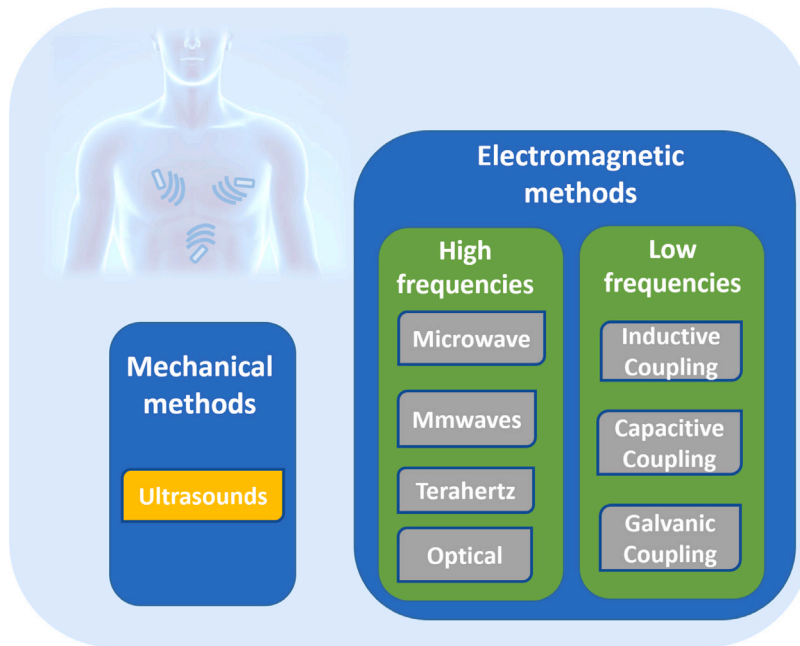 Electromagnetic
methods
High
frequencies
Microwave
Mmwaves
Terahertz
Optical
Low
frequencies
Inductive
Coupling
Capacitive
Coupling
Galvanic
Coupling
Mechanical
methods
Ultrasounds